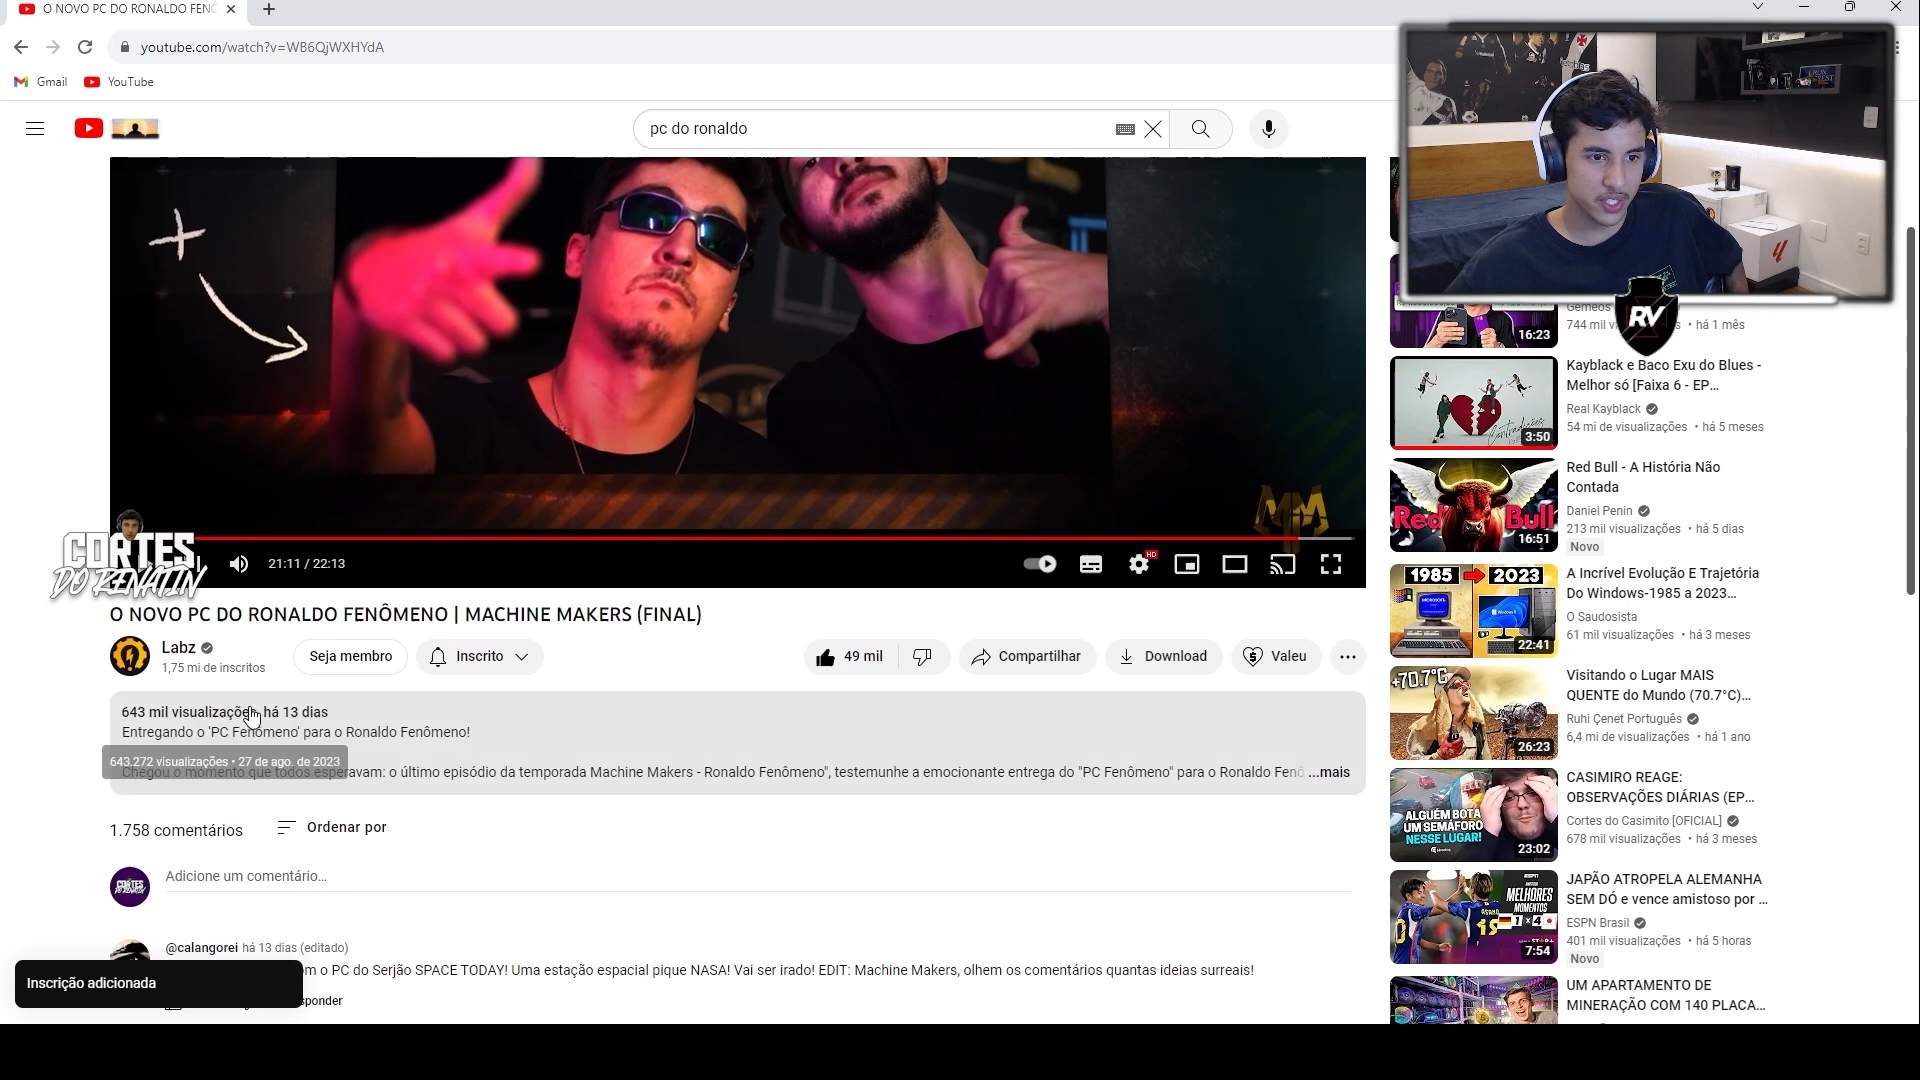 O NOVO PC DO RONALDO FENÔ
youtube.com/watch?v=WB6QjWXHYdA
Gmail
YouTube
pc do ronaldo
21:11 / 22:13
HD
CORTES
DO RENATIN
O NOVO PC DO RONALDO FENÔMENO | MACHINE MAKERS (FINAL)
Labz
1,75 mi de inscritos
Seja membro
Inscrito
49 mil
Compartilhar
Download
Valeu
643 mil visualizações há 13 dias
Entregando o 'PC Fenômeno' para o Ronaldo Fenômeno!
643.272 visualizações • 27 de ago. de 2023
Chegou o momento que todos esperavam: o último episódio da temporada Machine Makers - Ronaldo Fenômeno", testemunhe a emocionante entrega do "PC Fenômeno" para o Ronaldo Fenô ...mais
1.758 comentários
Ordenar por
CORTES
DO RENATIN
Adicione um comentário...
@calangorei há 13 dias (editado)
o PC do Serjão SPACE TODAY! Uma estação espacial pique NASA! Vai ser irado! EDIT: Machine Makers, olhem os comentários quantas ideias surreais!
Inscrição adicionada
RV
16:23
Gêmeos
744 mil • há 1 mês
3:50
Kayblack e Baco Exu do Blues -
Melhor só [Faixa 6 - EP...
Real Kayblack
54 mi de visualizações • há 5 meses
Red Bull
16:51
Red Bull - A História Não
Contada
Daniel Penin
213 mil visualizações • há 5 dias
Novo
1985 2023
22:41
A Incrível Evolução E Trajetória
Do Windows-1985 a 2023...
O Saudosista
61 mil visualizações • há 3 meses
+70.7°C
26:23
Visitando o Lugar MAIS
QUENTE do Mundo (70.7°C)...
Ruhi Çenet Português
6,4 mi de visualizações • há 1 ano
ALGUÉM BOTA
UM SEMÁFORO
NESSE LUGAR!
23:02
CASIMIRO REAGE:
OBSERVAÇÕES DIÁRIAS (EP...
Cortes do Casimito [OFICIAL]
678 mil visualizações • há 3 meses
MELHORES
MOMENTOS
1 x 4
7:54
JAPÃO ATROPELA ALEMANHA
SEM DÓ e vence amistoso por ...
ESPN Brasil
401 mil visualizações • há 5 horas
Novo
UM APARTAMENTO DE
MINERAÇÃO COM 140 PLACA...